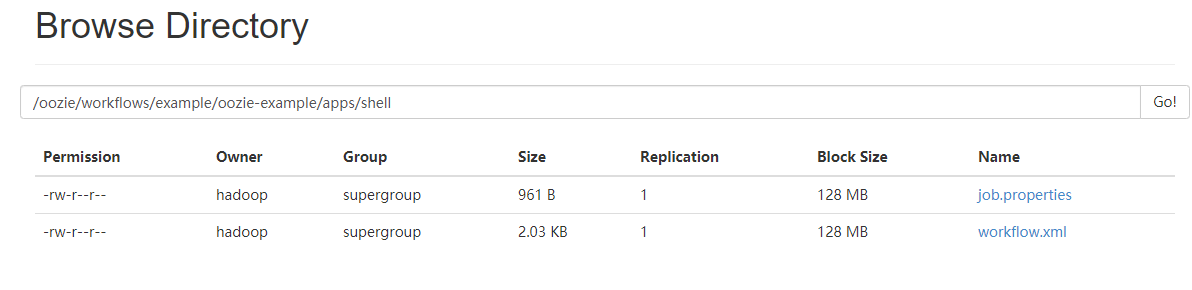 Browse Directory
/oozie/workflows/example/oozie-example/apps/shell Go!
Permission Owner Group Size Replication Block Size Name
-rw-r--r-- hadoop supergroup 961 B 1 128 MB job.properties
-rw-r--r-- hadoop supergroup 2.03 KB 1 128 MB workflow.xml